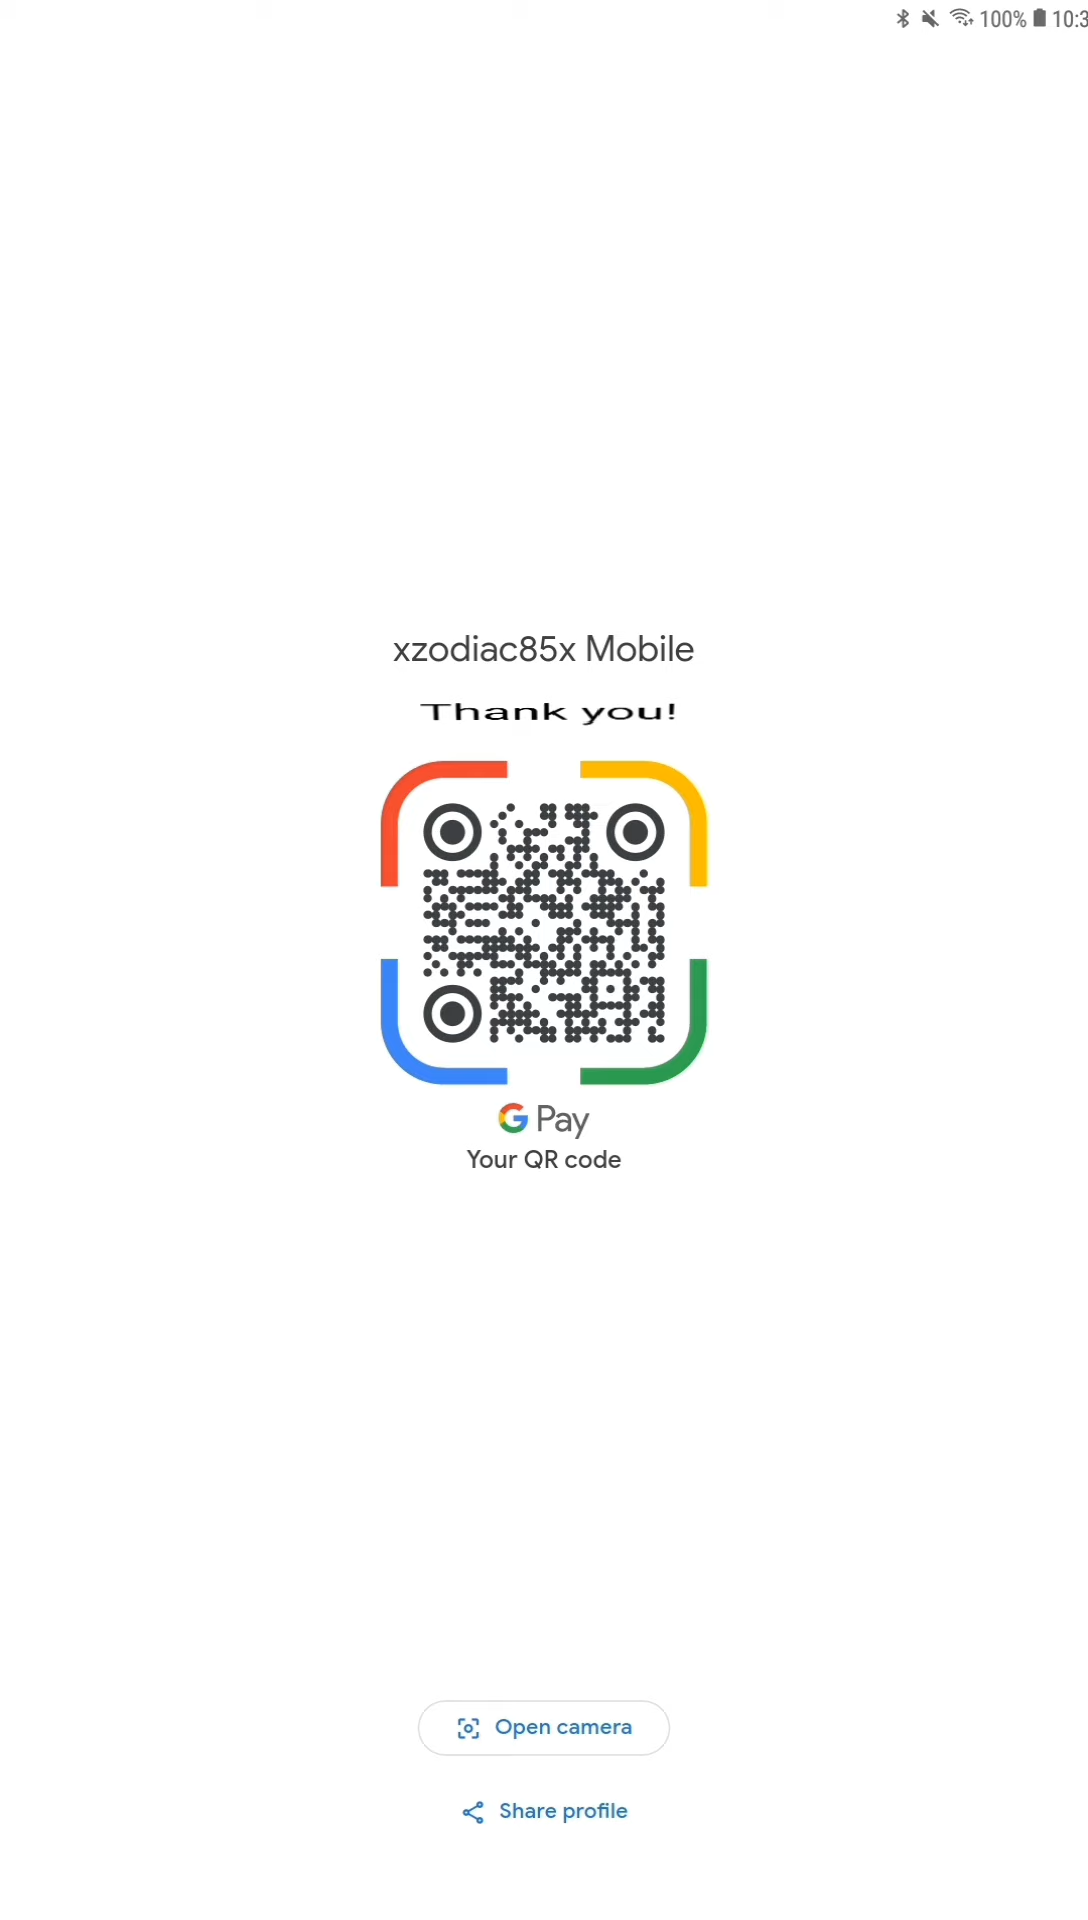 100% 10:3
xzodiac85x Mobile
Thank you!
G Pay
Your QR code
Open camera
Share profile